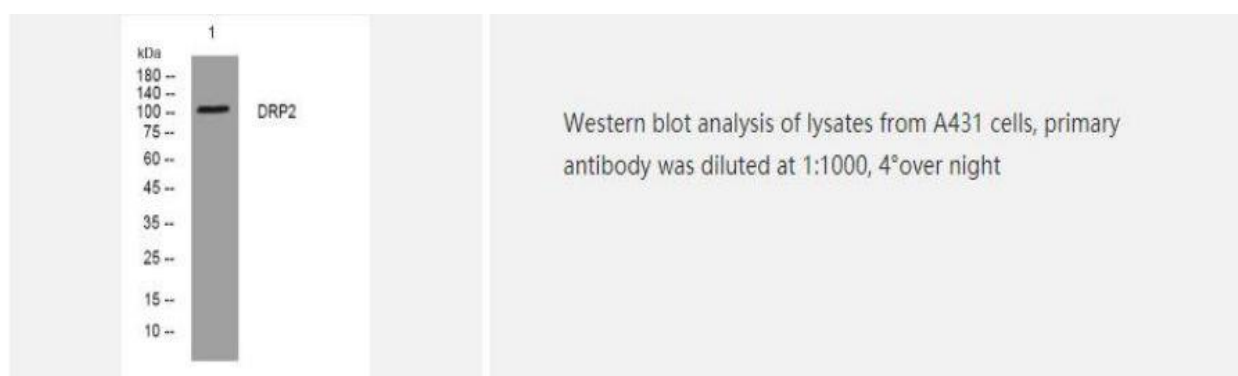 1
kDa
180 --
140 --
100 -- DRP2
75 --
60 --
45 --
35 --
25 --
15 --
10 --
Western blot analysis of lysates from A431 cells, primary
antibody was diluted at 1:1000, 4°over night